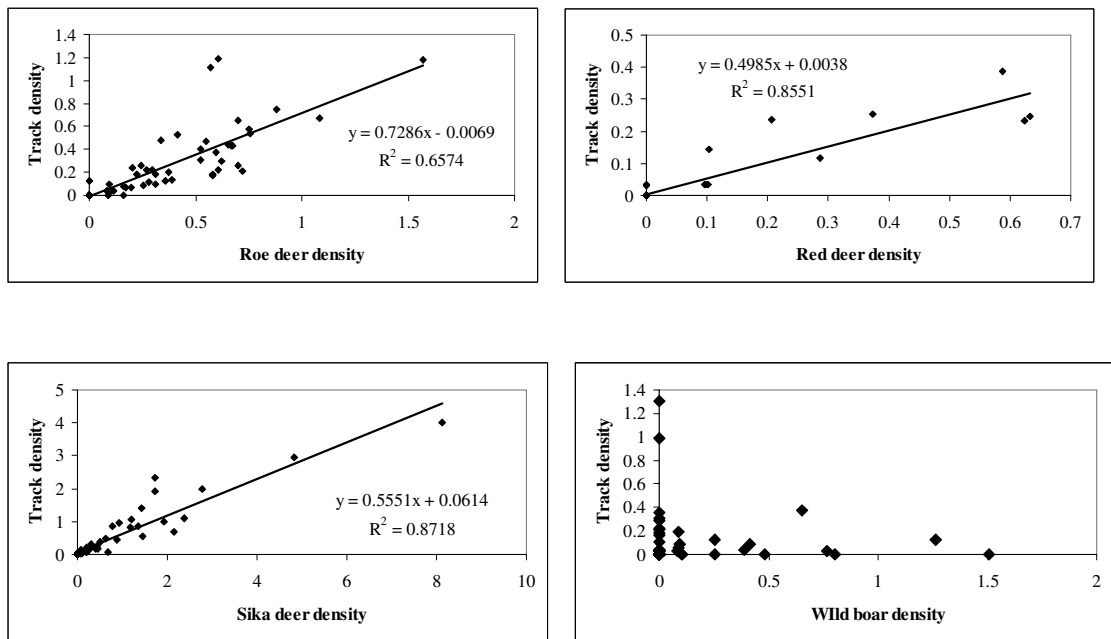 1.4
1.2
1
0.8
0.6
0.4
0.2
0
Track density
y = 0.7286x - 0.0069
R² = 0.6574
0 0.5 1 1.5 2
Roe deer density
0.5
0.4
0.3
0.2
0.1
0
Track density
y = 0.4985x + 0.0038
R² = 0.8551
0 0.1 0.2 0.3 0.4 0.5 0.6 0.7
Red deer density
5
4
3
2
1
0
Track density
y = 0.5551x + 0.0614
R² = 0.8718
0 2 4 6 8 10
Sika deer density
1.4
1.2
1
0.8
0.6
0.4
0.2
0
Track density
0 0.5 1 1.5 2
WIld boar density